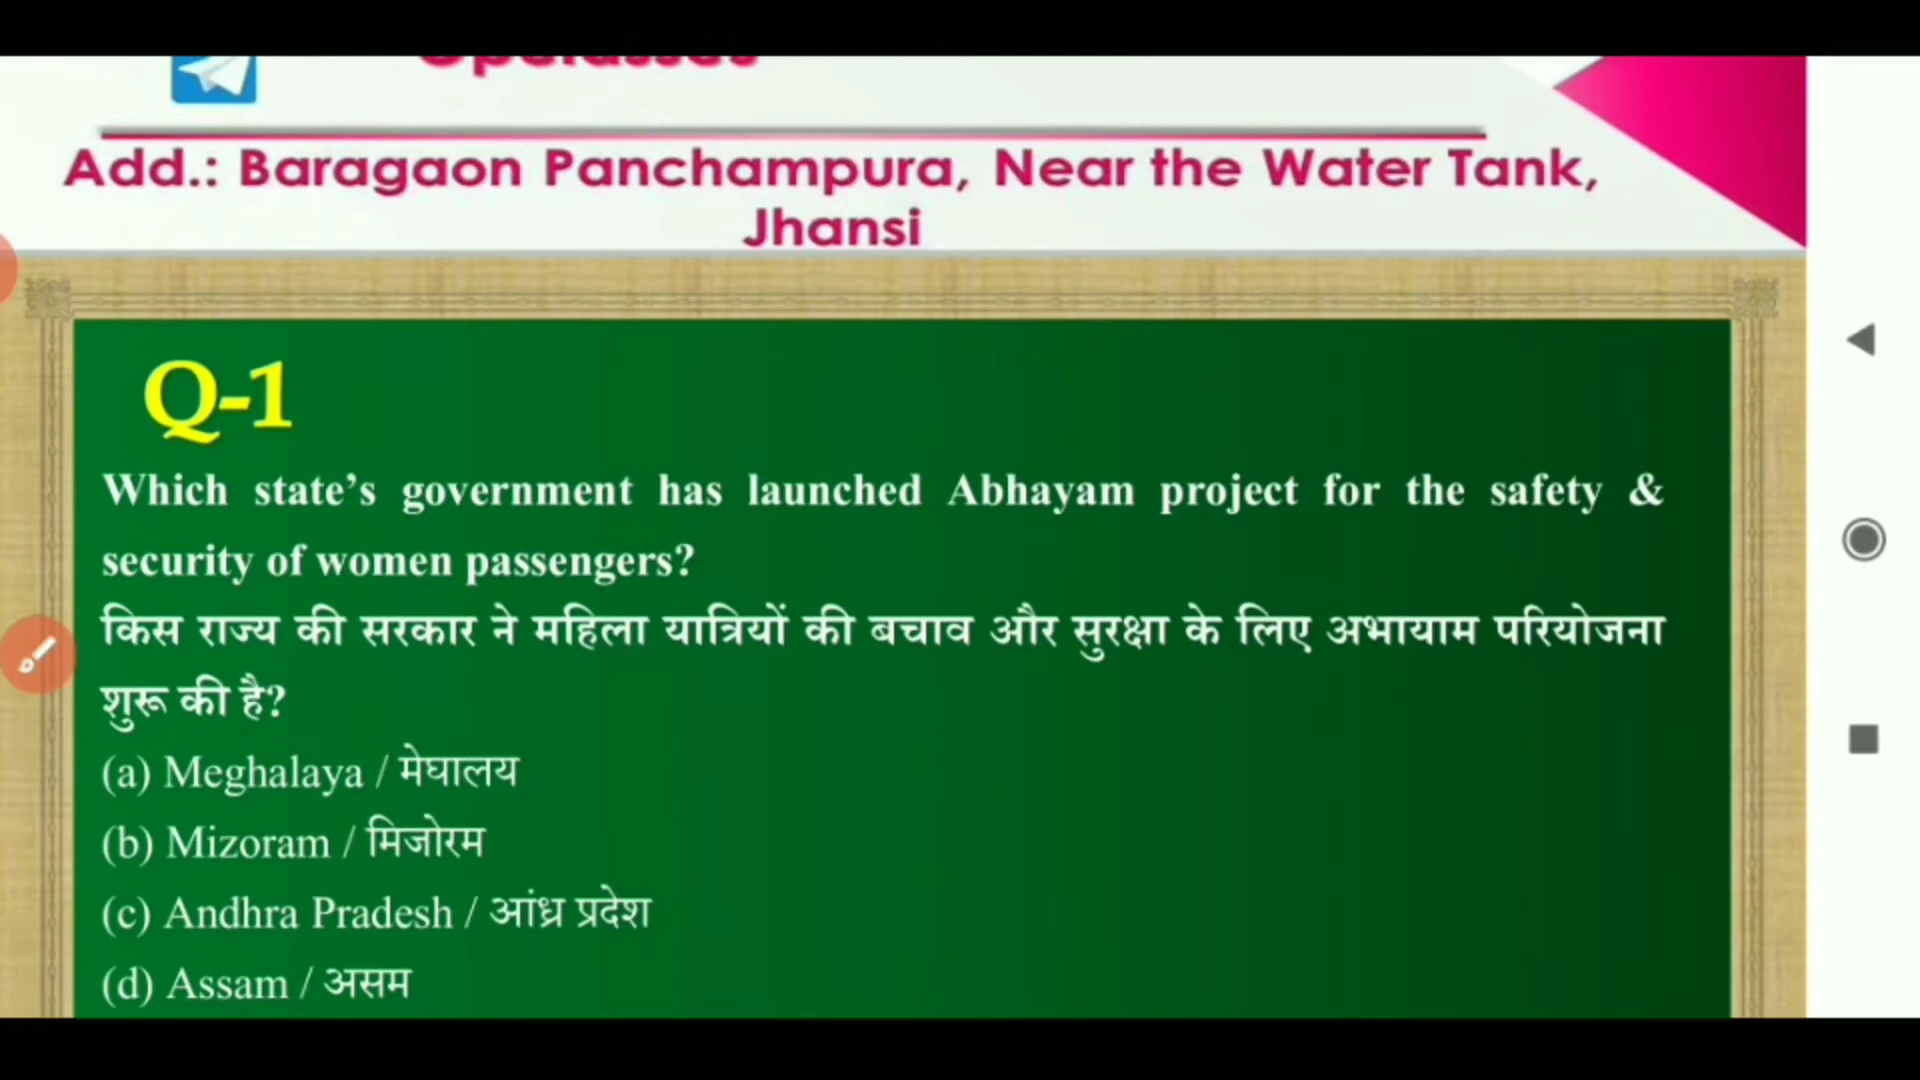 Add.: Baragaon Panchampura, Near the Water Tank,
Jhansi
Q-1
Which state’s government has launched Abhayam project for the safety &
security of women passengers?
किस राज्य की सरकार ने महिला यात्रियों की बचाव और सुरक्षा के लिए अभायाम परियोजना
शुरू की है?
(a) Meghalaya / मेघालय
(b) Mizoram / मिजोरम
(c) Andhra Pradesh / आंध्र प्रदेश
(d) Assam / असम